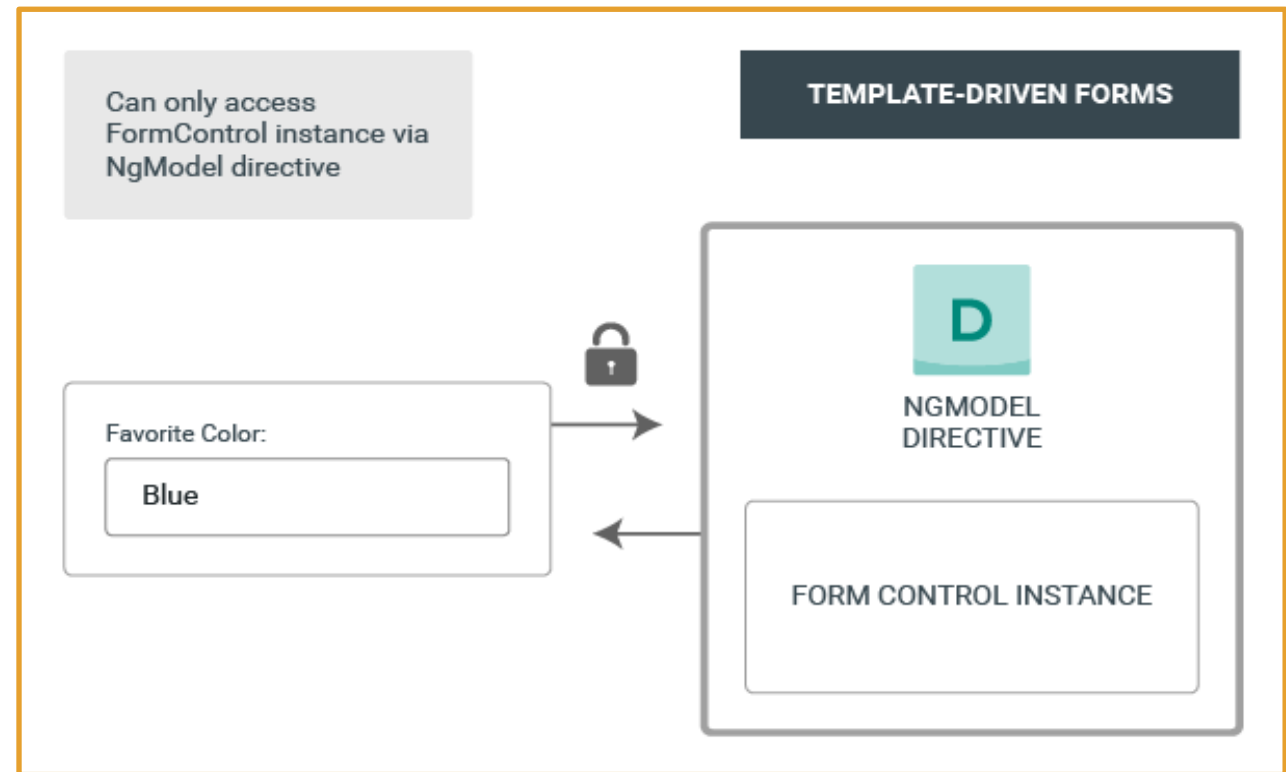 Can only access
FormControl instance via
NgModel directive
TEMPLATE-DRIVEN FORMS
Favorite Color:
Blue
D
NGMODEL
DIRECTIVE
FORM CONTROL INSTANCE